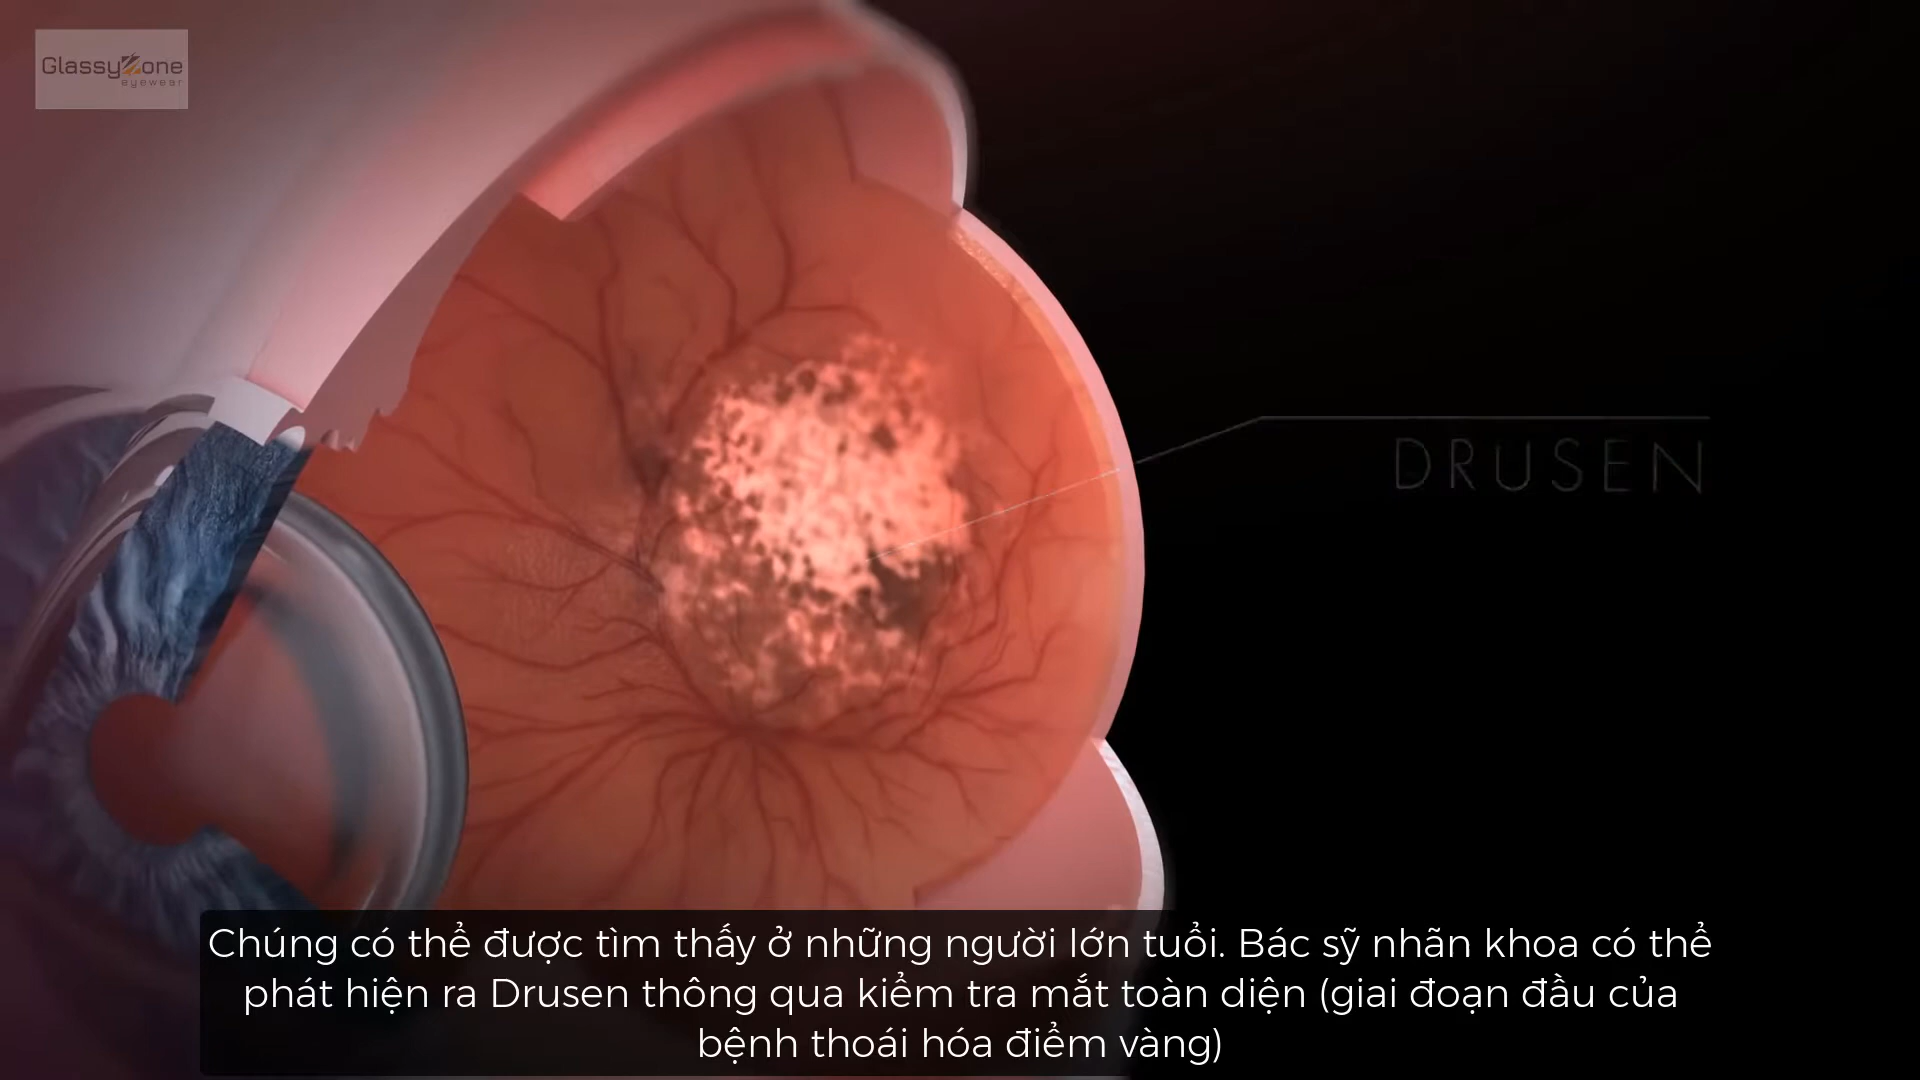 GlassyZone
eyewear
DRUSEN
Chúng có thể được tìm thấy ở những người lớn tuổi. Bác sỹ nhãn khoa có thể
phát hiện ra Drusen thông qua kiểm tra mắt toàn diện (giai đoạn đầu của
bệnh thoái hóa điểm vàng)